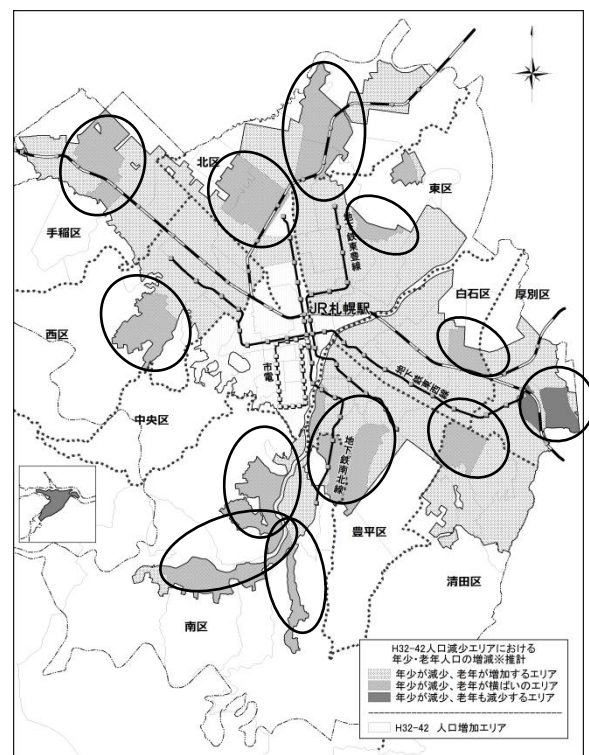 北区
東区
手稲区
地下鉄東豊線
白石区
厚別区
JR札幌駅
西区
市電
地下鉄東西線
中央区
地下鉄南北線
豊平区
清田区
南区
H32-42人口減少エリアにおける
年少・老年人口の増減※推計
年少が減少、老年が増加するエリア
年少が減少、老年が横ばいのエリア
年少が減少、老年も減少するエリア
H32-42 人口増加エリア